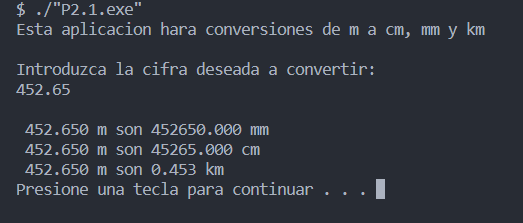 $ ./"P2.1.exe"
Esta aplicacion hara conversiones de m a cm, mm y km
Introduzca la cifra deseada a convertir:
452.65
452.650 m son 452650.000 mm
452.650 m son 45265.000 cm
452.650 m son 0.453 km
Presione una tecla para continuar . . .